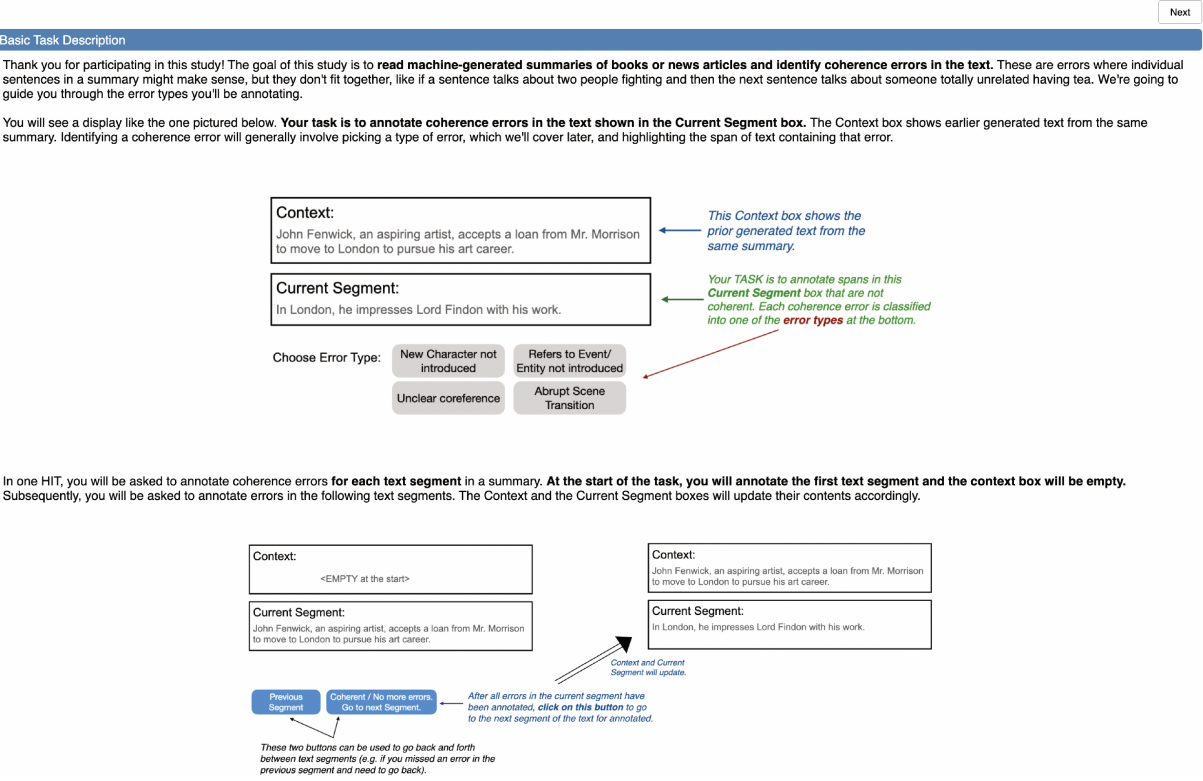 Next
Basic Task Description
Thank you for participating in this study! The goal of this study is to read machine-generated summaries of books or news articles and identify coherence errors in the text. These are errors where individual
sentences in a summary might make sense, but they don't fit together, like if a sentence talks about two people fighting and then the next sentence talks about someone totally unrelated having tea. We're going to
guide you through the error types you'll be annotating.
You will see a display like the one pictured below. Your task is to annotate coherence errors in the text shown in the Current Segment box. The Context box shows earlier generated text from the same
summary. Identifying a coherence error will generally involve picking a type of error, which we'll cover later, and highlighting the span of text containing that error.
Context:
John Fenwick, an aspiring artist, accepts a loan from Mr. Morrison
to move to London to pursue his art career.
This Context box shows the
prior generated text from the
same summary.
Current Segment:
In London, he impresses Lord Findon with his work.
Your TASK is to annotate spans in this
Current Segment box that are not
coherent. Each coherence error is classified
into one of the error types at the bottom.
Choose Error Type:
New Character not
introduced
Refers to Event/
Entity not introduced
Unclear coreference
Abrupt Scene
Transition
In one HIT, you will be asked to annotate coherence errors for each text segment in a summary. At the start of the task, you will annotate the first text segment and the context box will be empty.
Subsequently, you will be asked to annotate errors in the following text segments. The Context and the Current Segment boxes will update their contents accordingly.
Context:
<EMPTY at the start>
Current Segment:
John Fenwick, an aspiring artist, accepts a loan from Mr. Morrison
to move to London to pursue his art career.
Context:
John Fenwick, an aspiring artist, accepts a loan from Mr. Morrison
to move to London to pursue his art career.
Current Segment:
In London, he impresses Lord Findon with his work.
Context and Current
Segment will update.
Previous
Segment
Coherent / No more errors.
Go to next Segment.
After all errors in the current segment have
been annotated, click on this button to go
to the next segment of the text for annotated.
These two buttons can be used to go back and forth
between text segments (e.g. if you missed an error in the
previous segment and need to go back).